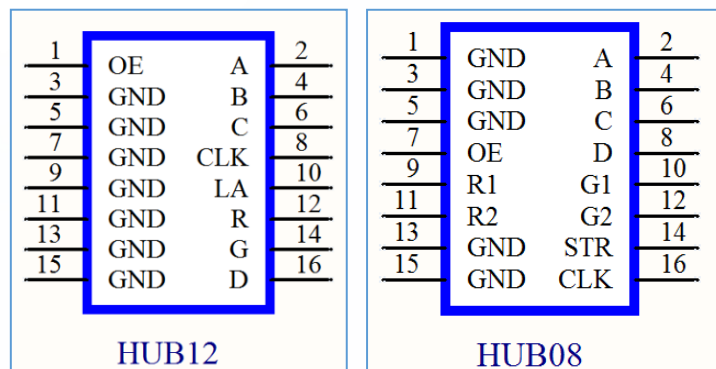 1 OE A 2
3 GND B 4
5 GND C 6
7 GND CLK 8
9 GND LA 10
11 GND R 12
13 GND G 14
15 GND D 16
HUB12
1 GND A 2
3 GND B 4
5 GND C 6
7 OE D 8
9 R1 G1 10
11 R2 G2 12
13 GND STR 14
15 GND CLK 16
HUB08